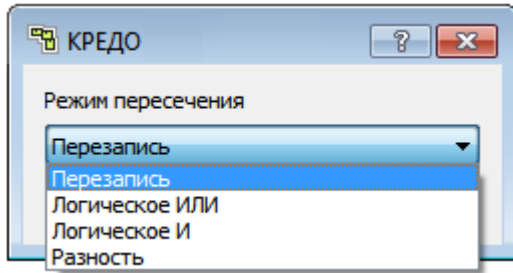 КРЕДО
Режим пересечения
Перезапись
Перезапись
Логическое ИЛИ
Логическое И
Разность